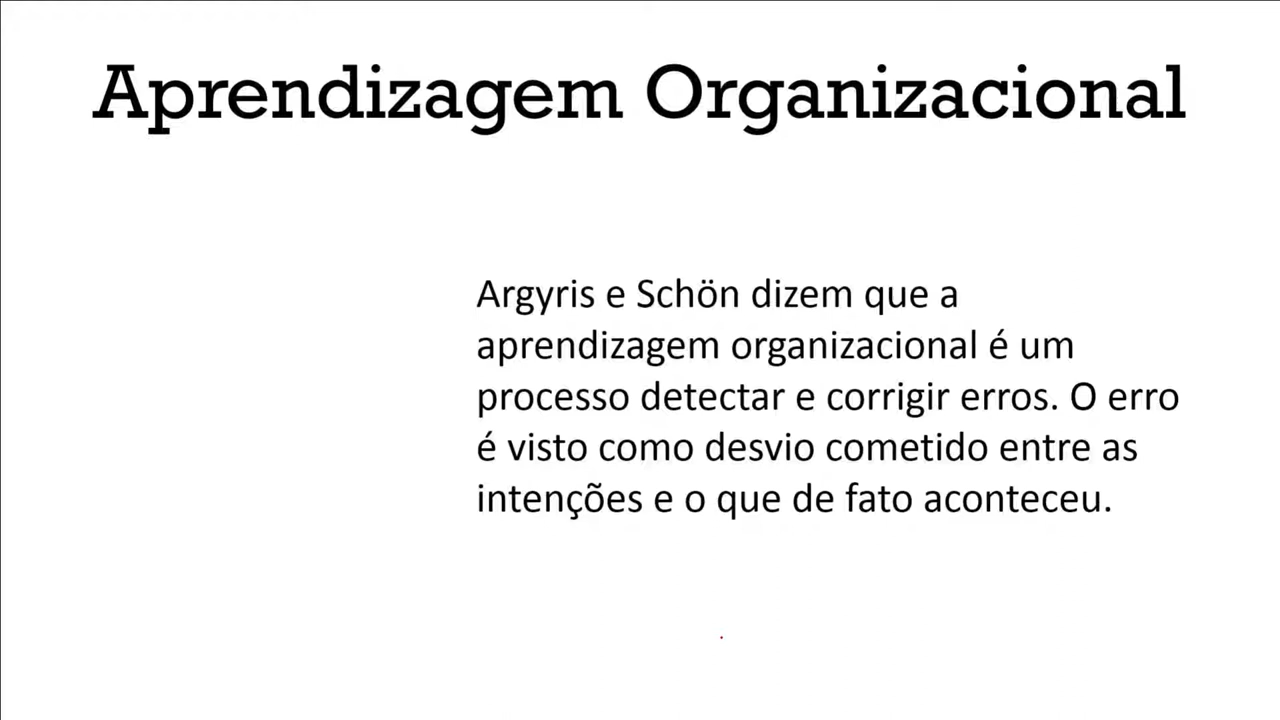 Aprendizagem Organizacional
Argyris e Schön dizem que a
aprendizagem organizacional é um
processo detectar e corrigir erros. O erro
é visto como desvio cometido entre as
intenções e o que de fato aconteceu.